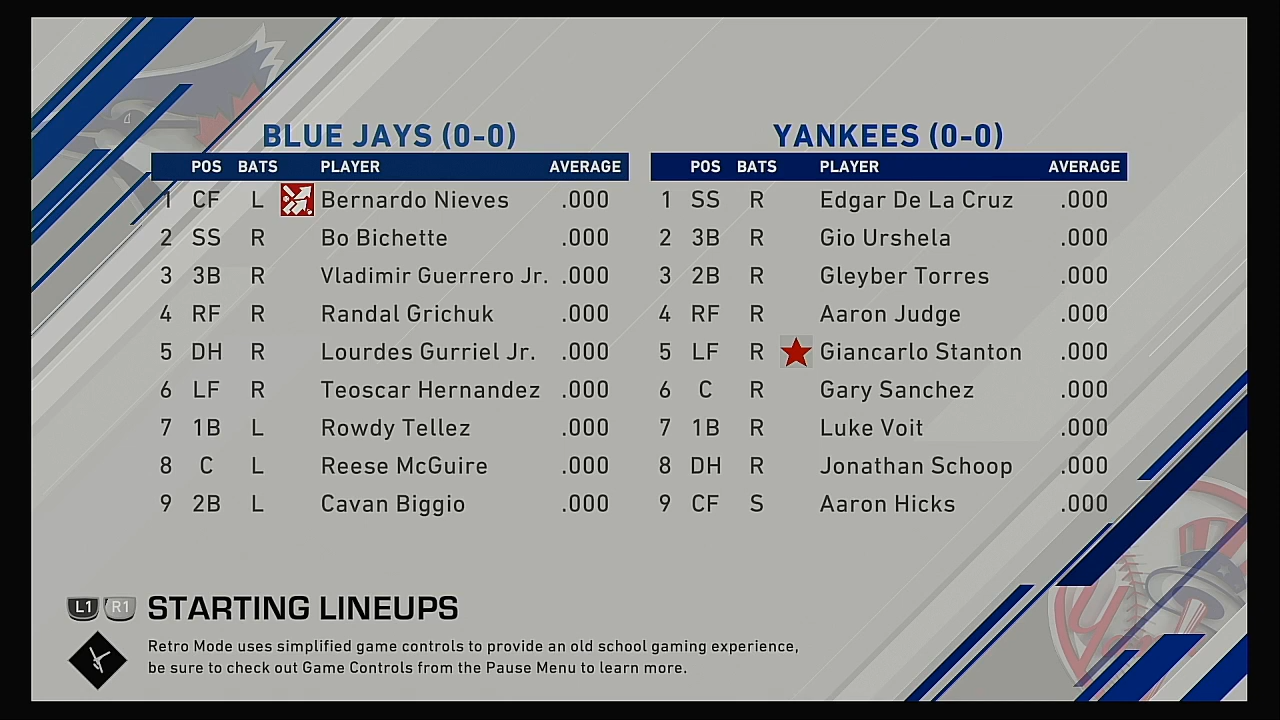 BLUE JAYS (0-0)
POS BATS PLAYER AVERAGE
1 CF L Bernardo Nieves .000
2 SS R Bo Bichette .000
3 3B R Vladimir Guerrero Jr. .000
4 RF R Randal Grichuk .000
5 DH R Lourdes Gurriel Jr. .000
6 LF R Teoscar Hernandez .000
7 1B L Rowdy Tellez .000
8 C L Reese McGuire .000
9 2B L Cavan Biggio .000
YANKEES (0-0)
POS BATS PLAYER AVERAGE
1 SS R Edgar De La Cruz .000
2 3B R Gio Urshela .000
3 2B R Gleyber Torres .000
4 RF R Aaron Judge .000
5 LF R Giancarlo Stanton .000
6 C R Gary Sanchez .000
7 1B R Luke Voit .000
8 DH R Jonathan Schoop .000
9 CF S Aaron Hicks .000
L1 R1 STARTING LINEUPS
Retro Mode uses simplified game controls to provide an old school gaming experience,
be sure to check out Game Controls from the Pause Menu to learn more.